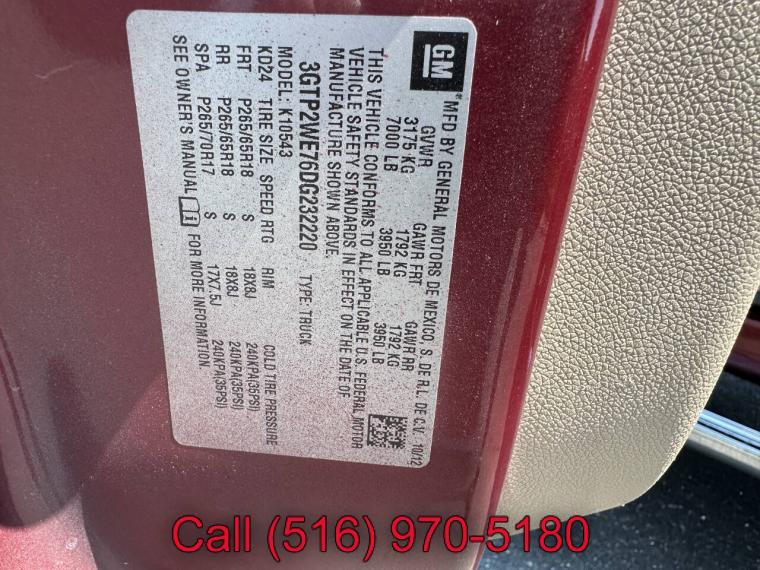 GM
MFD BY GENERAL MOTORS DE MEXICO, S. DE R.L. DE C.V. 10/12
GVWR GAWR FRT GAWR RR
3175 KG 1792 KG 1792 KG
7000 LB 3950 LB 3950 LB
THIS VEHICLE CONFORMS TO ALL APPLICABLE U.S. FEDERAL MOTOR
VEHICLE SAFETY STANDARDS IN EFFECT ON THE DATE OF
MANUFACTURE SHOWN ABOVE.
3GTP2WE76DG232220 TYPE: TRUCK
MODEL: K10543
KD24 TIRE SIZE SPEED RTG RIM COLD TIRE PRESSURE
FRT P265/65R18 S 18X8J 240KPA(35PSI)
RR P265/65R18 S 18X8J 240KPA(35PSI)
SPA P265/70R17 S 17X7.5J 240KPA(35PSI)
SEE OWNER'S MANUAL FOR MORE INFORMATION.
Call (516) 970-5180